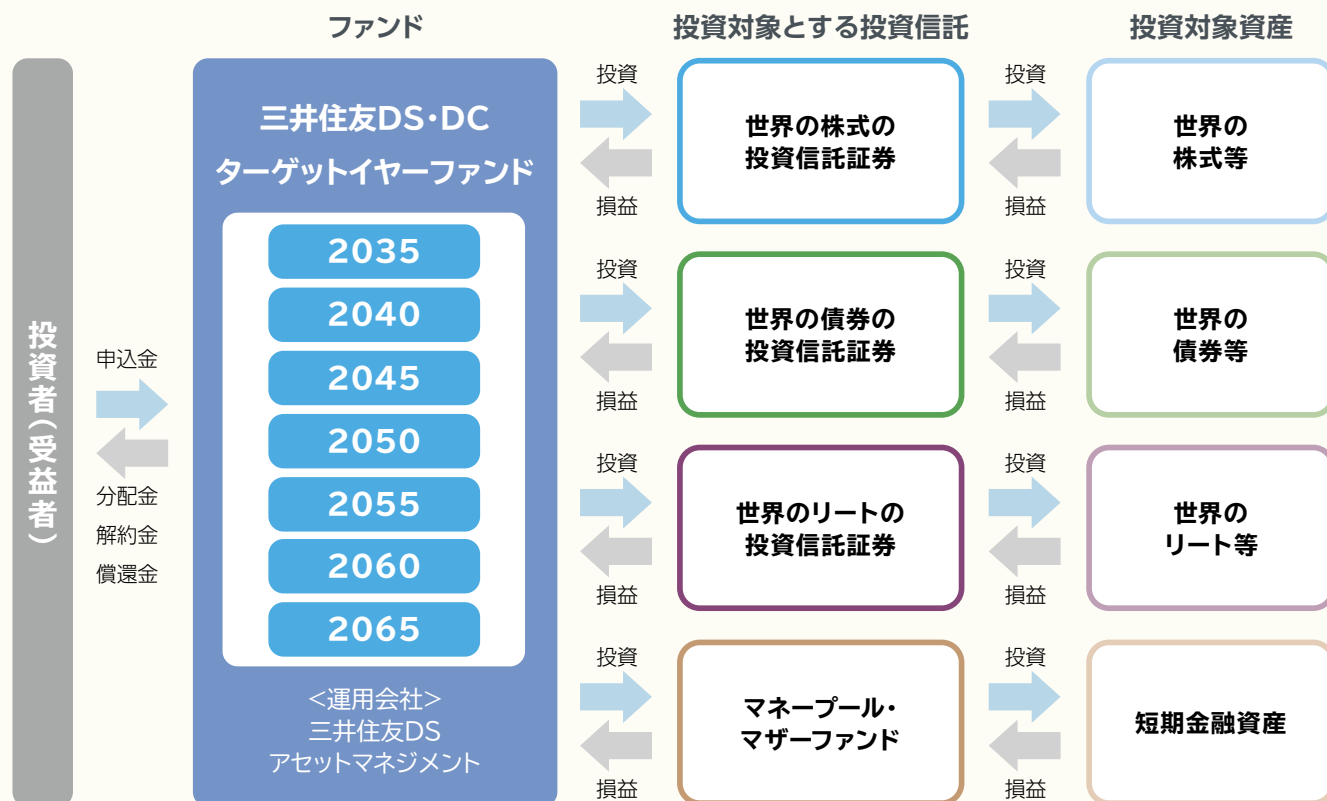 ファンド
投資対象とする投資信託
投資対象資産
投資者（受益者）
申込金
分配金
解約金
償還金
三井住友DS・DC
ターゲットイヤーファンド
2035
2040
2045
2050
2055
2060
2065
<運用会社>
三井住友DS
アセットマネジメント
投資
損益
世界の株式の
投資信託証券
投資
損益
世界の
株式等
投資
損益
世界の債券の
投資信託証券
投資
損益
世界の
債券等
投資
損益
世界のリートの
投資信託証券
投資
損益
世界の
リート等
投資
損益
マネープール・
マザーファンド
投資
損益
短期金融資産